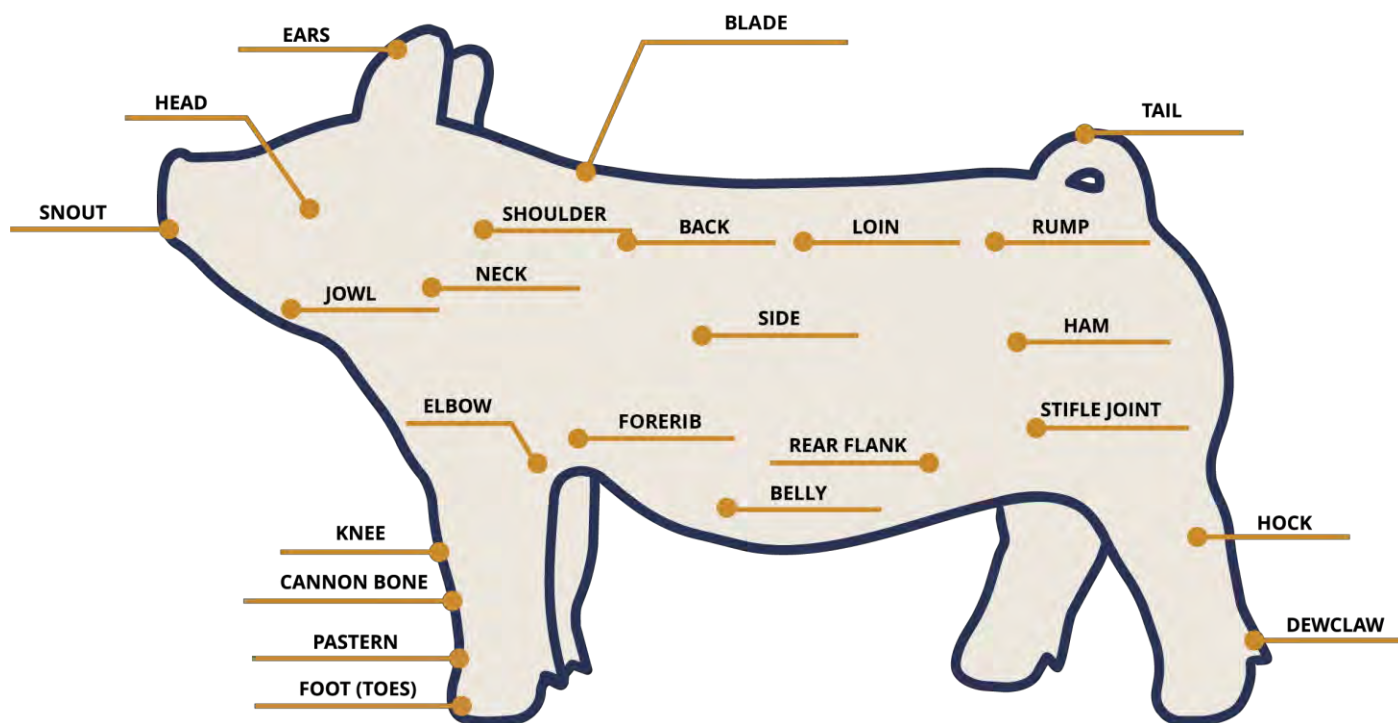 BLADE
EARS
HEAD
TAIL
SNOUT
SHOULDER
BACK
LOIN
RUMP
NECK
JOWL
SIDE
HAM
ELBOW
FORERIB
STIFLE JOINT
REAR FLANK
BELLY
KNEE
HOCK
CANNON BONE
DEWCLAW
PASTERN
FOOT (TOES)